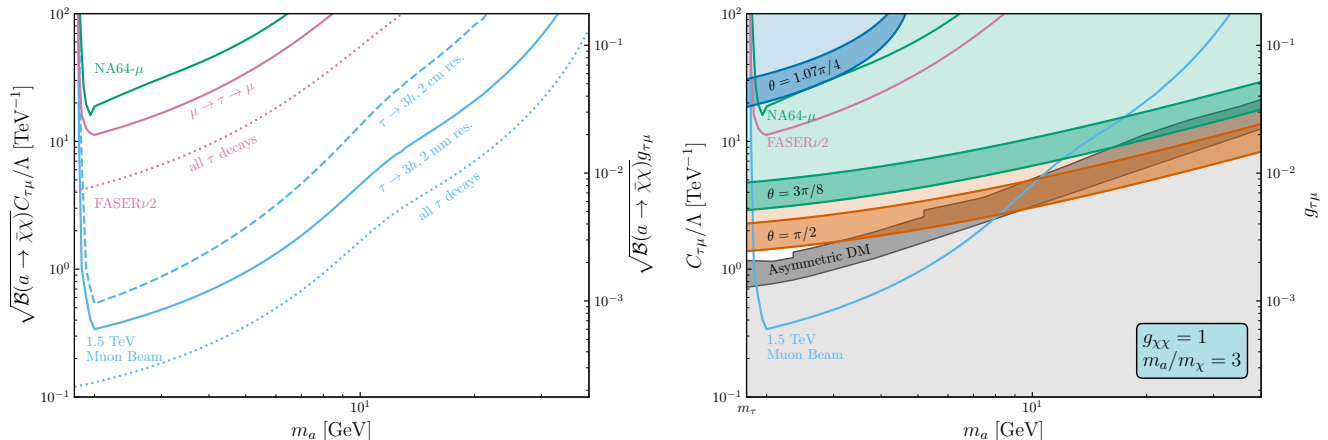 10²
10¹
10⁰
10⁻¹
√B(a → χ̄χ)C_τμ/Λ [TeV⁻¹]
NA64-μ
μ → τ → μ
all τ decays
FASERν2
τ → 3h, 2 cm res.
τ → 3h, 2 mm res.
all τ decays
1.5 TeV
Muon Beam
10¹
m_a [GeV]
10⁻¹
10⁻²
10⁻³
√B(a → χ̄χ)g_τμ
10²
10¹
10⁰
10⁻¹
C_τμ/Λ [TeV⁻¹]
θ = 1.07π/4
NA64-μ
FASERν2
θ = 3π/8
θ = π/2
Asymmetric DM
1.5 TeV
Muon Beam
g_χχ = 1
m_a/m_χ = 3
m_τ
10¹
m_a [GeV]
10⁻¹
10⁻²
10⁻³
g_τμ